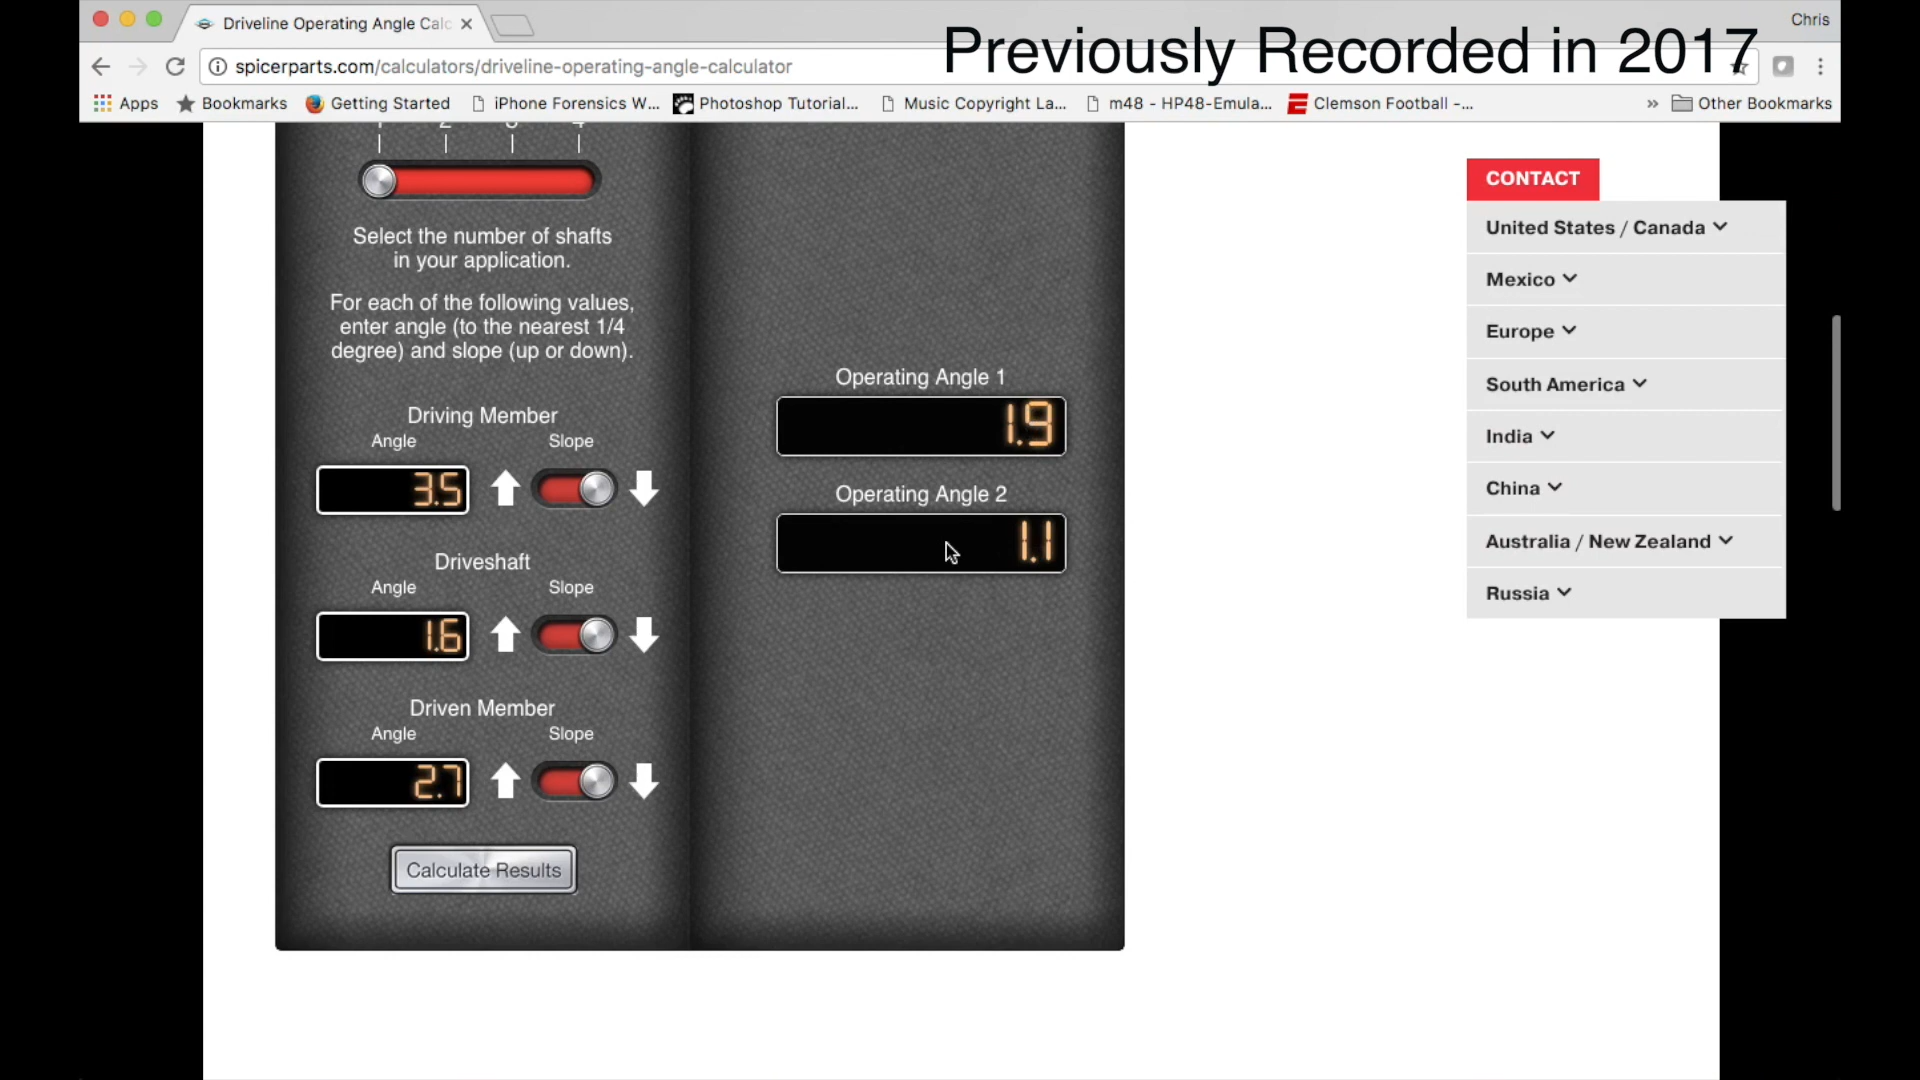 Driveline Operating Angle Calc
Chris
Previously Recorded in 2017
spicerparts.com/calculators/driveline-operating-angle-calculator
Apps Bookmarks Getting Started iPhone Forensics W... Photoshop Tutorial... Music Copyright La... m48 - HP48-Emula... Clemson Football -... » Other Bookmarks
1 2 3 4
Select the number of shafts
in your application.
For each of the following values,
enter angle (to the nearest 1/4
degree) and slope (up or down).
Driving Member
Angle Slope
3.5
Driveshaft
Angle Slope
1.6
Driven Member
Angle Slope
2.7
Calculate Results
Operating Angle 1
1.9
Operating Angle 2
1.1
CONTACT
United States / Canada
Mexico
Europe
South America
India
China
Australia / New Zealand
Russia